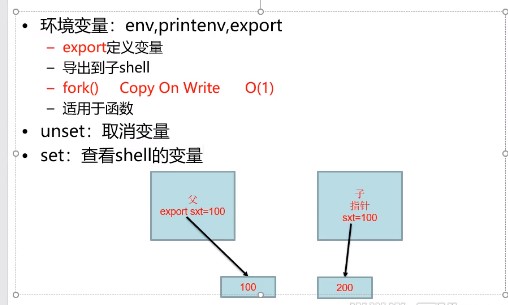 • 环境变量：env,printenv,export
– export定义变量
– 导出到子shell
– fork() Copy On Write O(1)
– 适用于函数
• unset：取消变量
• set：查看shell的变量
父
export sxt=100
子
指针
sxt=100
100
200